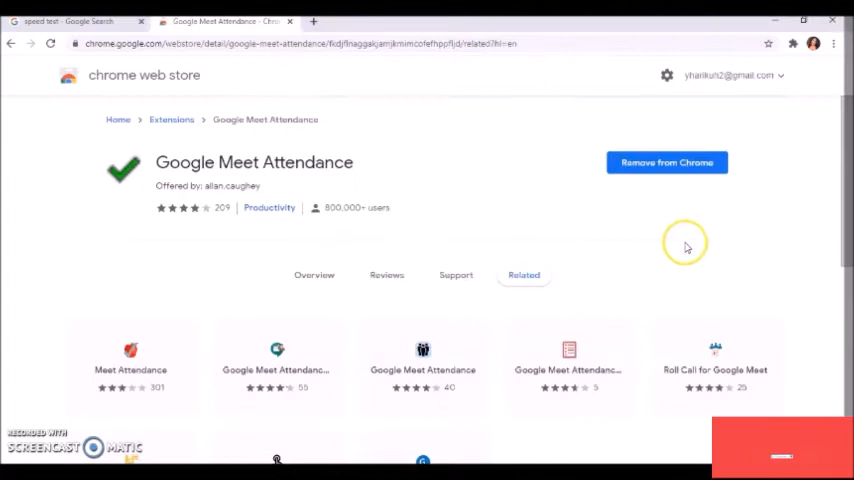 speed test - Google Search
Google Meet Attendance - Chro
chrome.google.com/webstore/detail/google-meet-attendance/fkdjflnaggakjamjkmimcofefhppfljd/related?hl=en
chrome web store
yharikuh2@gmail.com
Home > Extensions > Google Meet Attendance
Google Meet Attendance
Remove from Chrome
Offered by: allan.caughey
209 | Productivity | 800,000+ users
Overview Reviews Support Related
Meet Attendance Google Meet Attendanc... Google Meet Attendance Google Meet Attendanc... Roll Call for Google Meet
301 55 40 5 25
RECORDED WITH
SCREENCAST MATIC